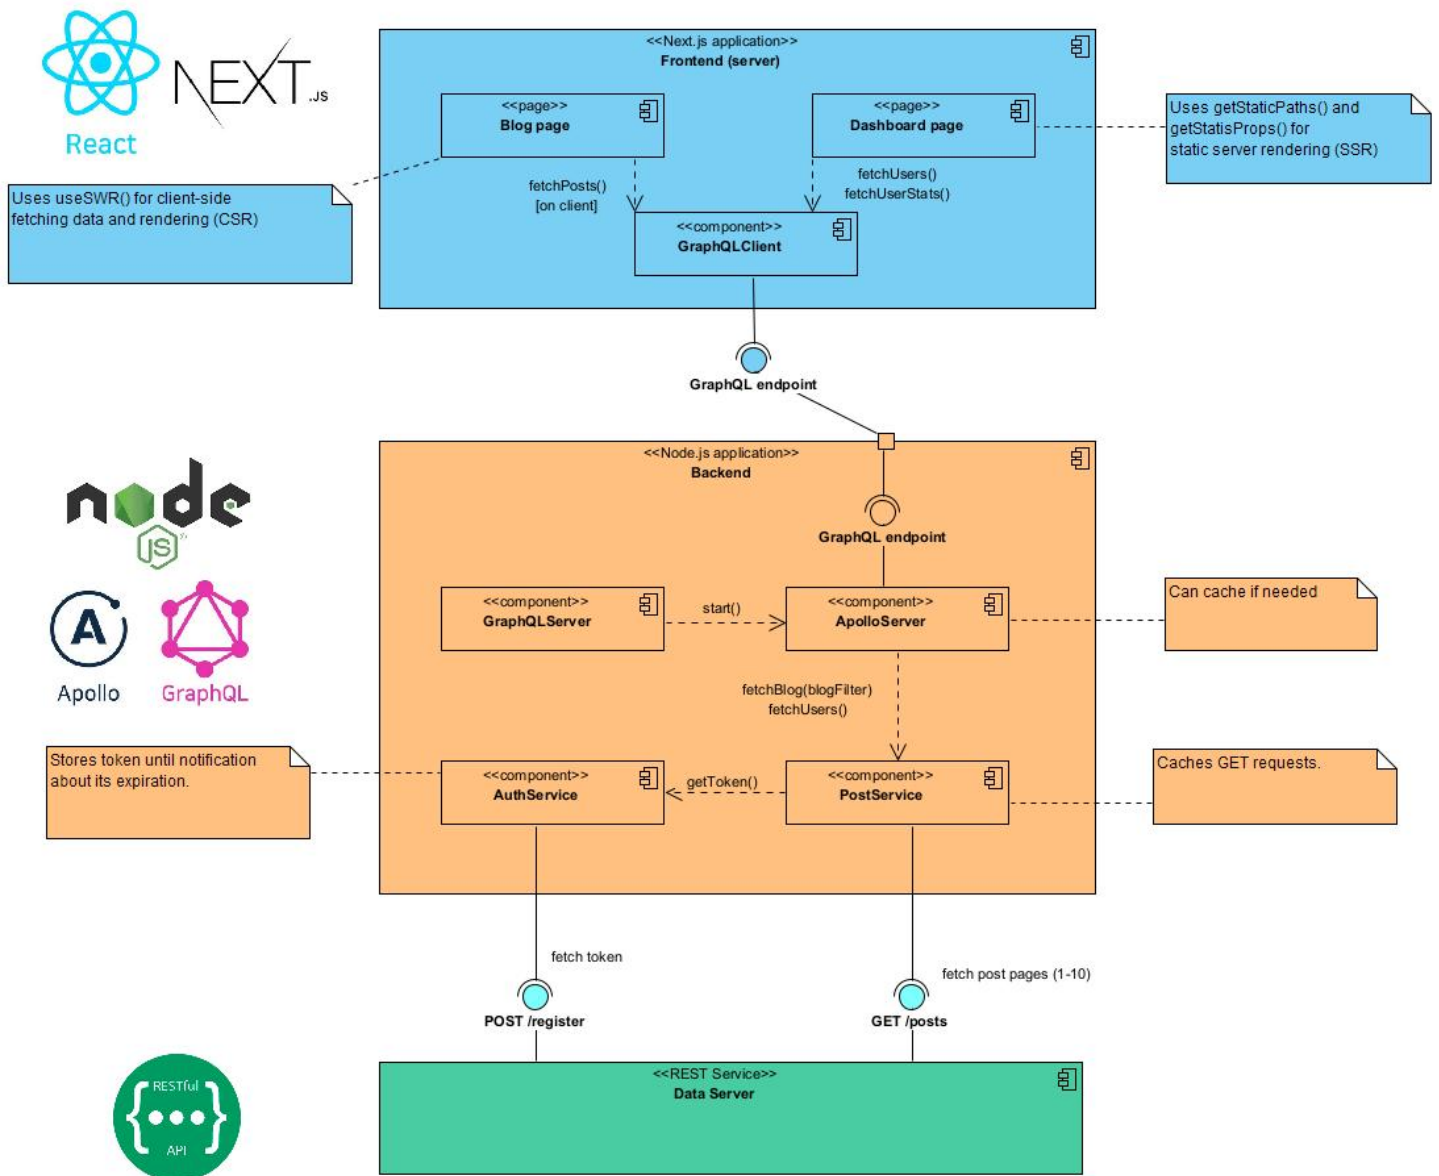 React
NEXT.JS
<<Next.js application>>
Frontend (server)
<<page>>
Blog page
<<page>>
Dashboard page
Uses getStaticPaths() and
getStatisProps() for
static server rendering (SSR)
Uses useSWR() for client-side
fetching data and rendering (CSR)
fetchPosts()
[on client]
fetchUsers()
fetchUserStats()
<<component>>
GraphQLClient
GraphQL endpoint
<<Node.js application>>
Backend
node
JS
GraphQL endpoint
A
Apollo
GraphQL
<<component>>
GraphQLServer
start()
<<component>>
ApolloServer
Can cache if needed
fetchBlog(blogFilter)
fetchUsers()
Stores token until notification
about its expiration.
<<component>>
AuthService
getToken()
<<component>>
PostService
Caches GET requests.
fetch token
fetch post pages (1-10)
POST /register
GET /posts
<<REST Service>>
Data Server
RESTful
{•••}
API